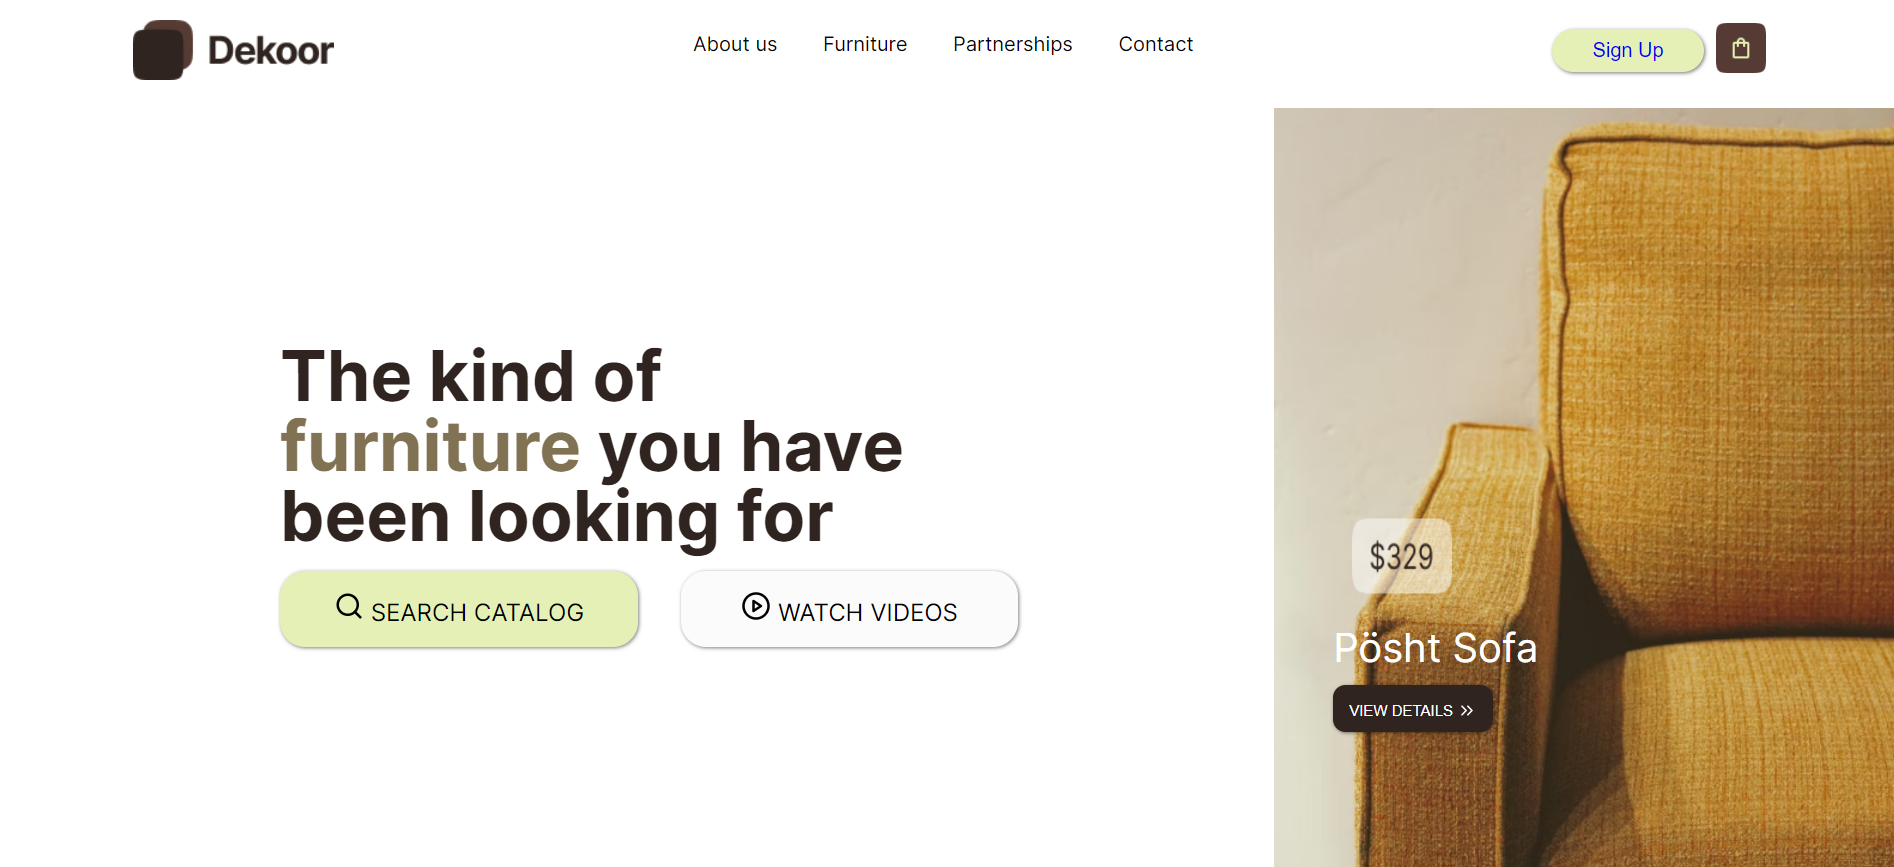 Dekoor
About us
Furniture
Partnerships
Contact
Sign Up
The kind of
furniture you have
been looking for
SEARCH CATALOG
WATCH VIDEOS
$329
Pösht Sofa
VIEW DETAILS